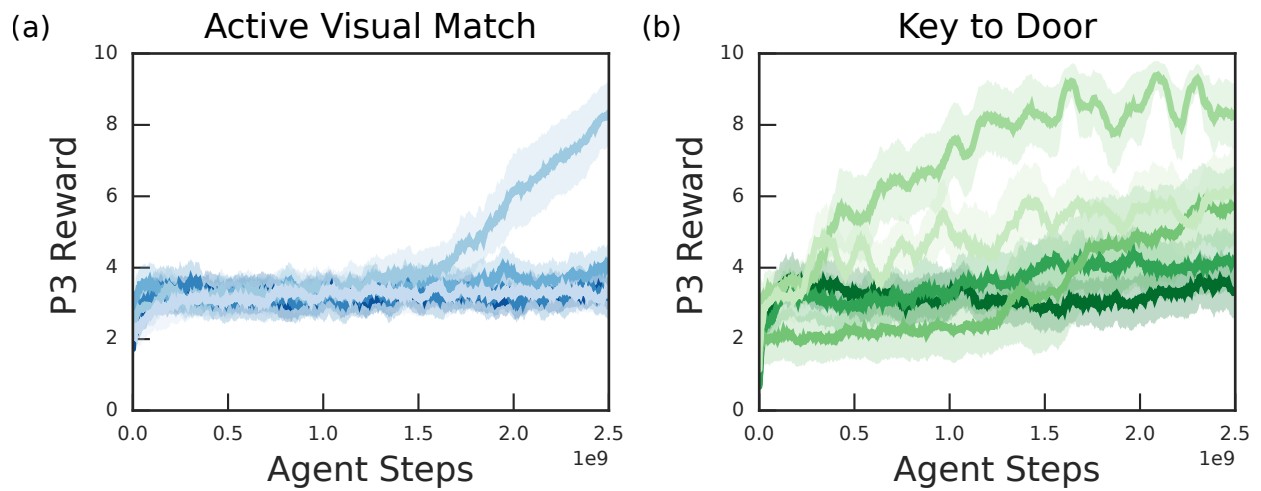 (a) Active Visual Match
P3 Reward
10
8
6
4
2
0
0.0 0.5 1.0 1.5 2.0 2.5
1e9
Agent Steps
(b) Key to Door
P3 Reward
10
8
6
4
2
0
0.0 0.5 1.0 1.5 2.0 2.5
1e9
Agent Steps